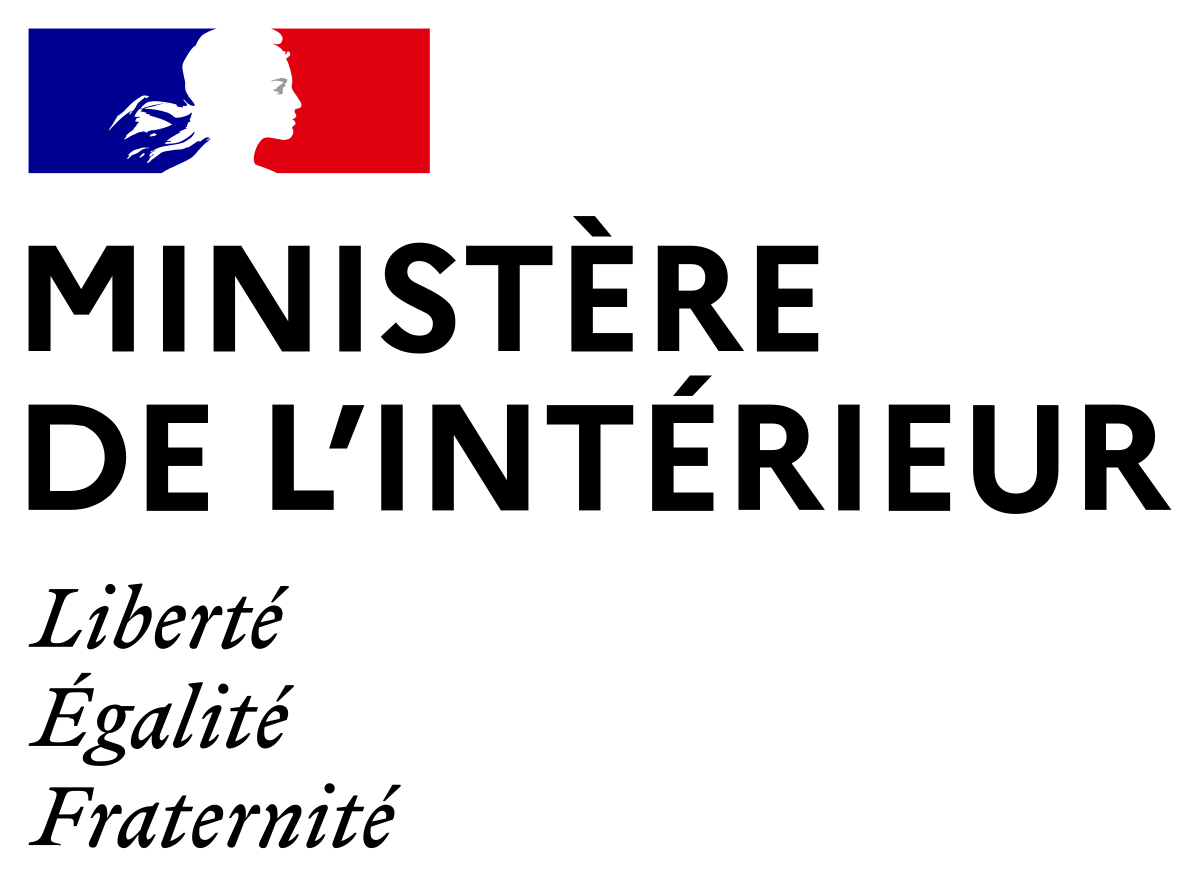 MINISTÈRE
DE L’INTÉRIEUR
Liberté
Égalité
Fraternité